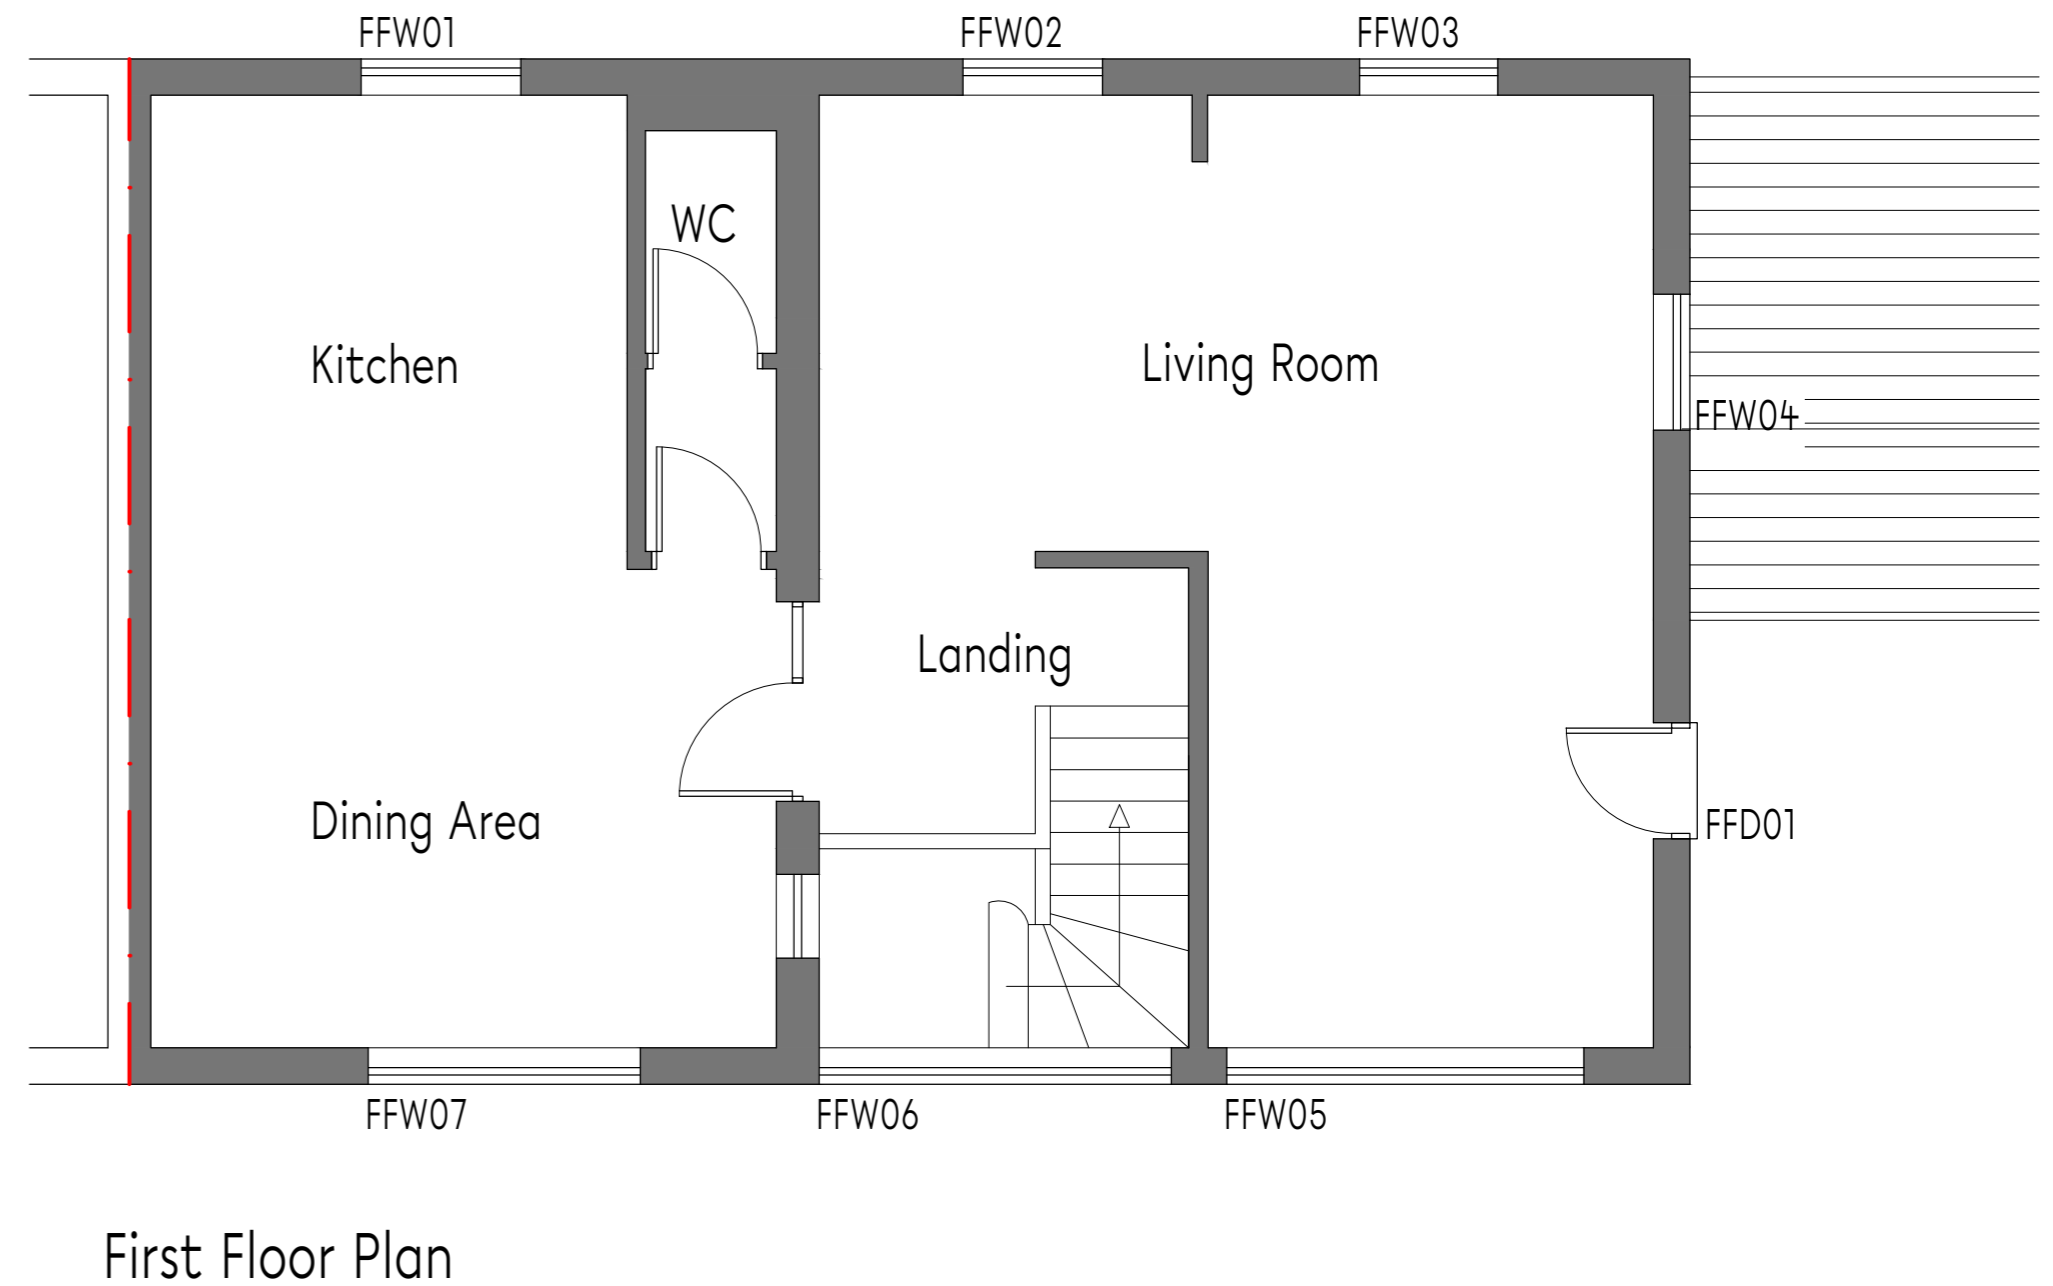 FFW01
FFW02
FFW03
WC
Kitchen
Living Room
FFW04
Landing
Dining Area
FFD01
FFW07
FFW06
FFW05
First Floor Plan